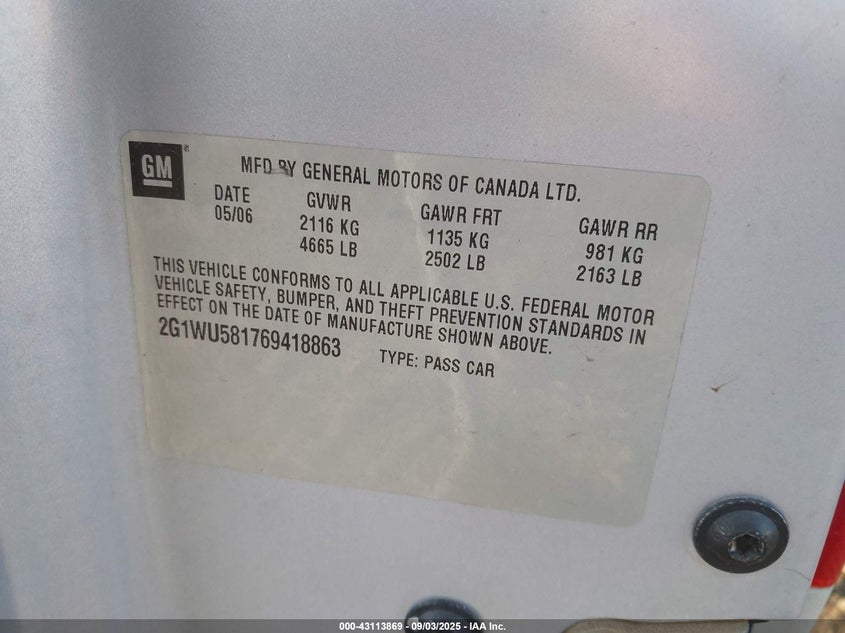 GM®
MFD BY GENERAL MOTORS OF CANADA LTD.
DATE GVWR GAWR FRT GAWR RR
05/06 2116 KG 1135 KG 981 KG
4665 LB 2502 LB 2163 LB
THIS VEHICLE CONFORMS TO ALL APPLICABLE U.S. FEDERAL MOTOR
VEHICLE SAFETY, BUMPER, AND THEFT PREVENTION STANDARDS IN
EFFECT ON THE DATE OF MANUFACTURE SHOWN ABOVE.
2G1WU581769418863 TYPE: PASS CAR
000-43113869 - 09/03/2025 - IAA Inc.